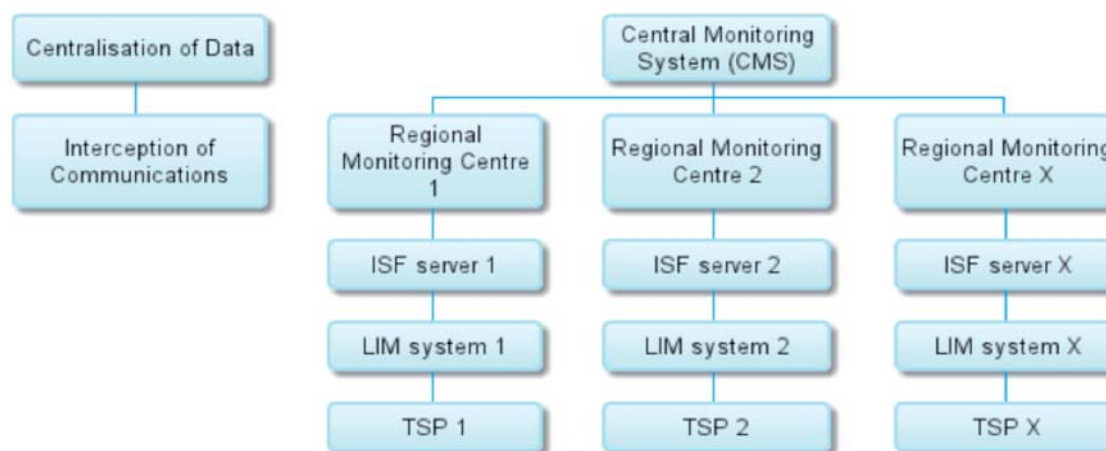 Centralisation of Data
Interception of
Communications
Central Monitoring
System (CMS)
Regional
Monitoring Centre
1
Regional Monitoring
Centre 2
Regional Monitoring
Centre X
ISF server 1
ISF server 2
ISF server X
LIM system 1
LIM system 2
LIM system X
TSP 1
TSP 2
TSP X